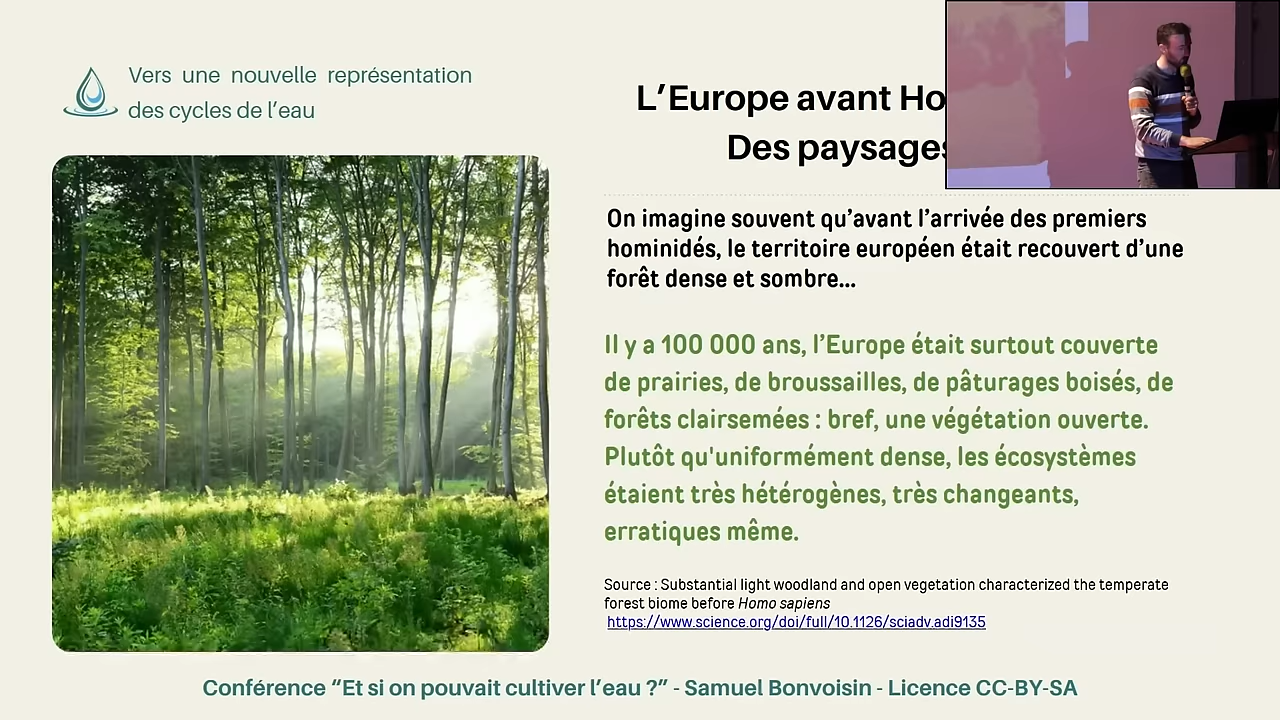 Vers une nouvelle représentation
des cycles de l'eau
L'Europe avant
Des paysages
On imagine souvent qu'avant l'arrivée des premiers
hominidés, le territoire européen était recouvert d'une
forêt dense et sombre...
Il y a 100 000 ans, l'Europe était surtout couverte
de prairies, de broussailles, de pâturages boisés, de
forêts clairsemées : bref, une végétation ouverte.
Plutôt qu'uniformément dense, les écosystèmes
étaient très hétérogènes, très changeants,
erratiques même.
Source : Substantial light woodland and open vegetation characterized the temperate
forest biome before Homo sapiens
https://www.science.org/doi/full/10.1126/sciadv.adi9135
Conférence "Et si on pouvait cultiver l'eau ?" - Samuel Bonvoisin - Licence CC-BY-SA